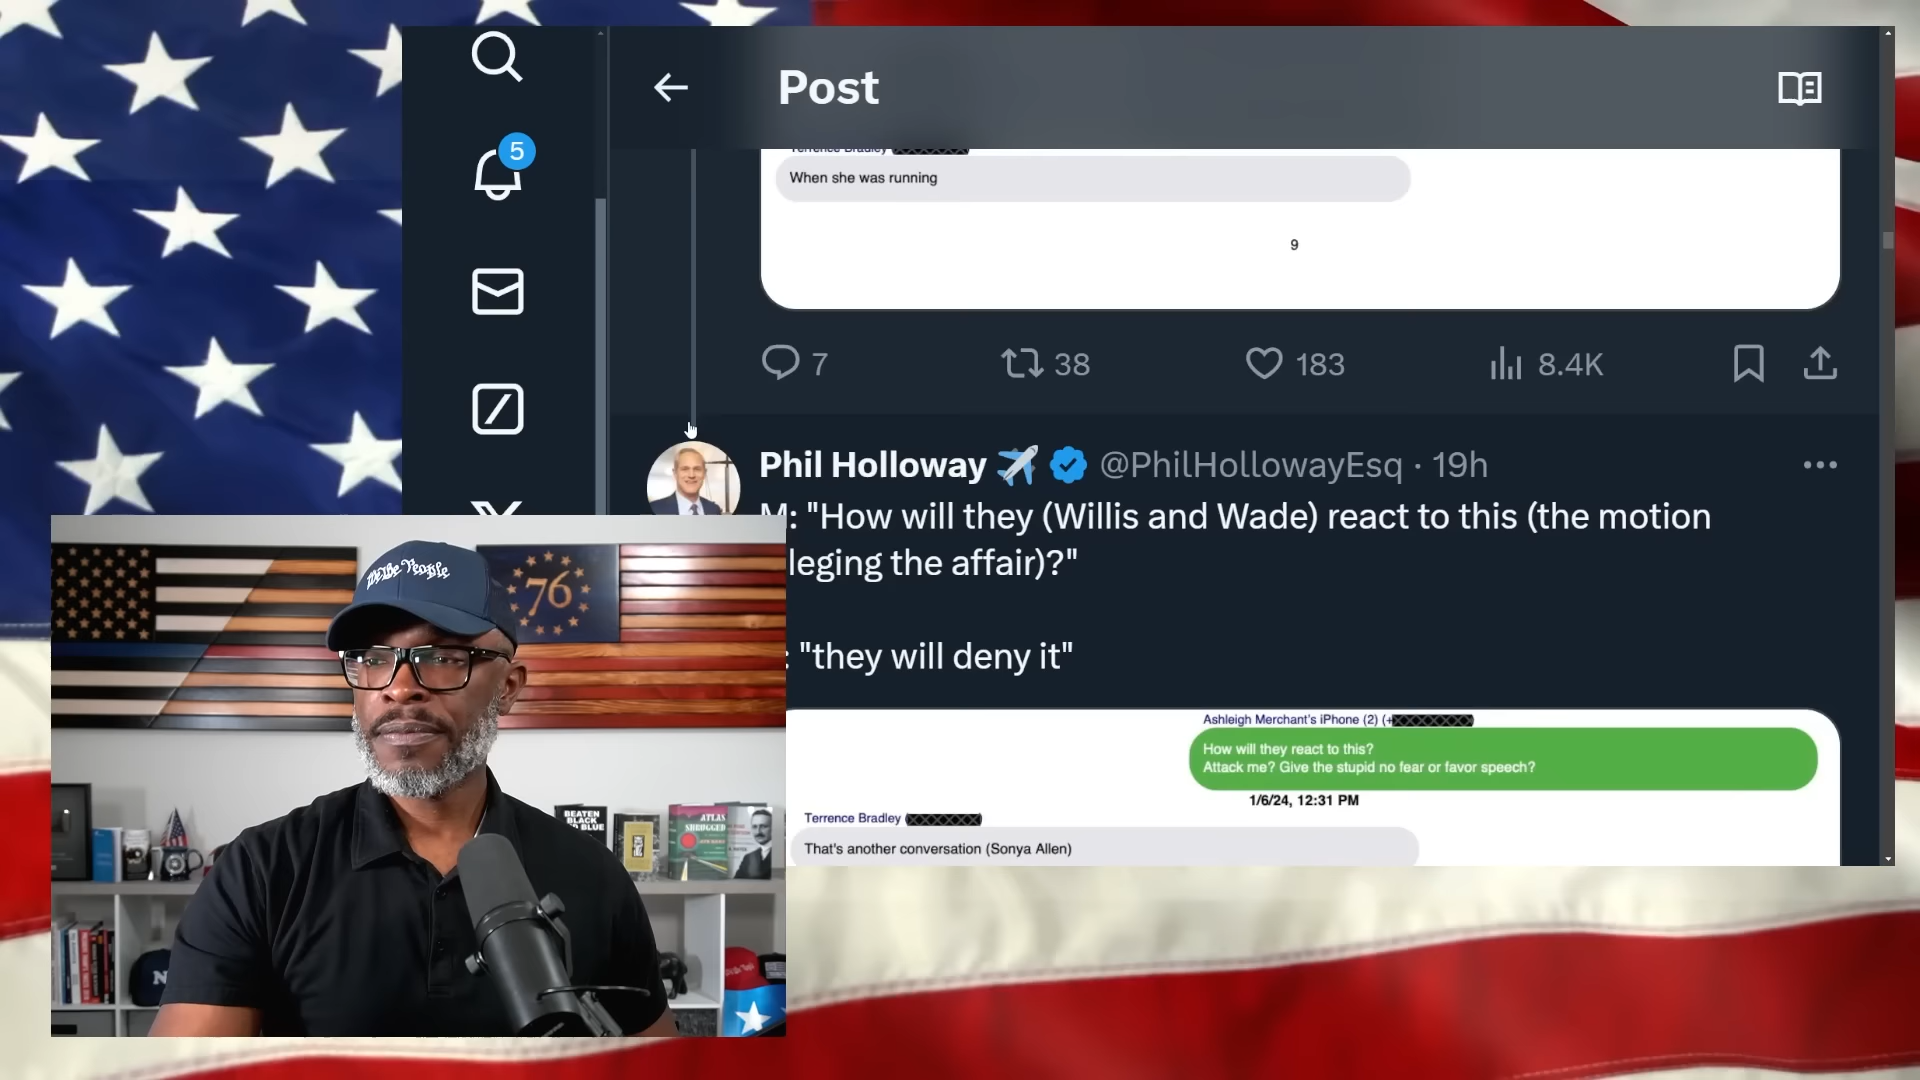 5
Post
Terrence Bradley
When she was running
9
7
38
183
8.4K
Phil Holloway @PhilHollowayEsq · 19h
M: "How will they (Willis and Wade) react to this (the motion
leging the affair)?"
: "they will deny it"
Ashleigh Merchant's iPhone (2) (+
How will they react to this?
Attack me? Give the stupid no fear or favor speech?
1/6/24, 12:31 PM
Terrence Bradley
That's another conversation (Sonya Allen)
We The People
76
BEATEN
BLACK
D BLUE
ATLAS
SHRUGGED
N